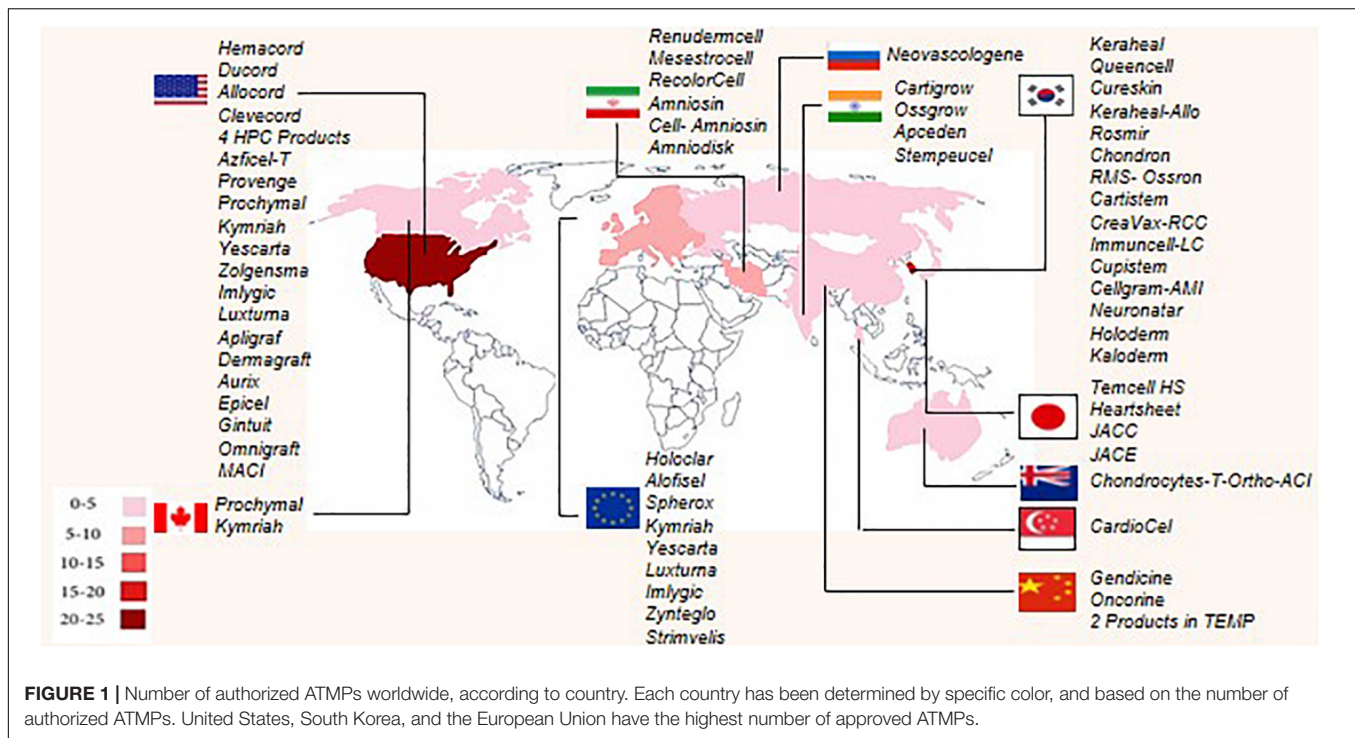 Hemacord
Ducord
Allocord
Clevecord
4 HPC Products
Azficel-T
Provenge
Prochymal
Kymriah
Yescarta
Zolgensma
Imlygic
Luxturna
Apligraf
Dermagraft
Aurix
Epicel
Gintuit
Omnigraft
MACI
Prochymal
Kymriah
0-5
5-10
10-15
15-20
20-25
Renudermcell
Mesestrocell
RecolorCell
Amniosin
Cell- Amniosin
Amniodisk
Holoclar
Alofisel
Spherox
Kymriah
Yescarta
Luxturna
Imlygic
Zynteglo
Strimvelis
Neovascologene
Cartigrow
Ossgrow
Apceden
Stempeucel
Keraheal
Queencell
Cureskin
Keraheal-Allo
Rosmir
Chondron
RMS- Ossron
Cartistem
CreaVax-RCC
Immuncell-LC
Cupistem
Cellgram-AMI
Neuronatar
Holoderm
Kaloderm
Temcell HS
Heartsheet
JACC
JACE
Chondrocytes-T-Ortho-ACI
CardioCel
Gendicine
Oncorine
2 Products in TEMP
FIGURE 1 | Number of authorized ATMPs worldwide, according to country. Each country has been determined by specific color, and based on the number of
authorized ATMPs. United States, South Korea, and the European Union have the highest number of approved ATMPs.